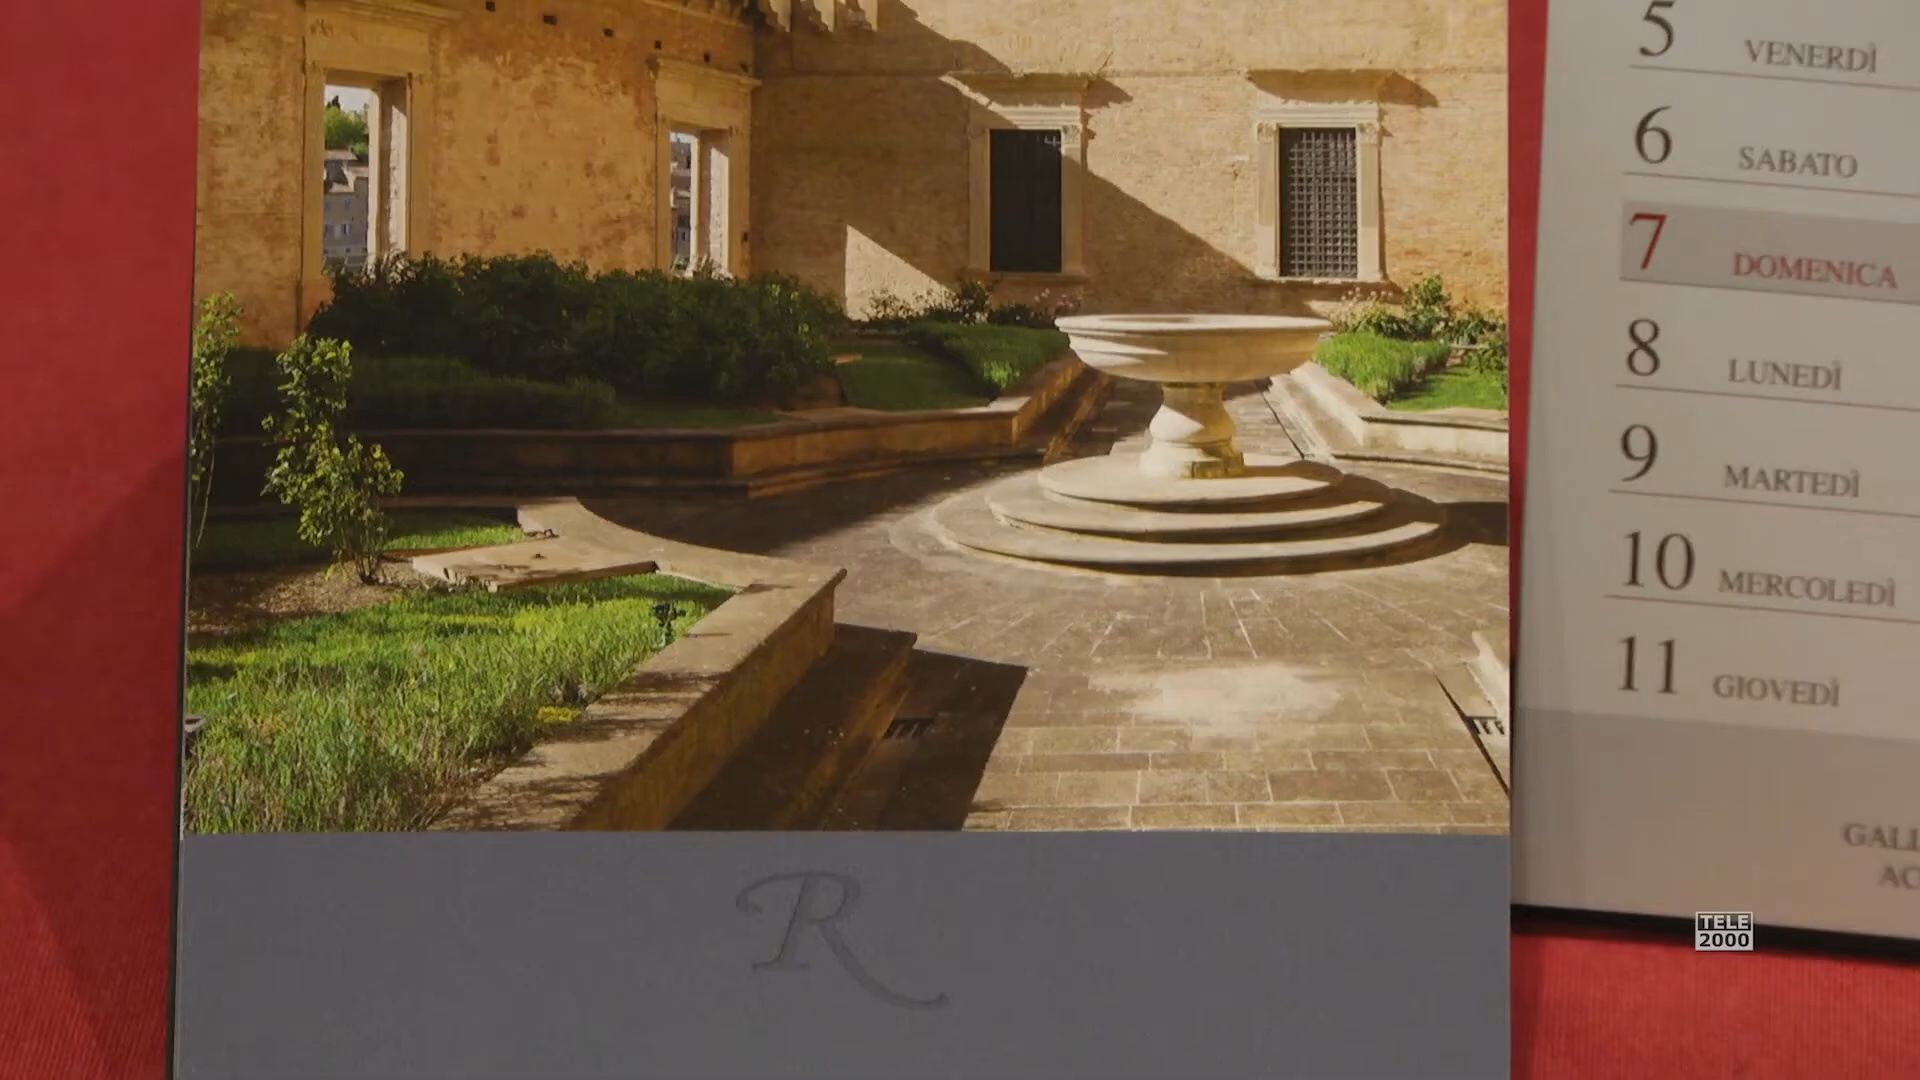 5 VENERDÌ
6 SABATO
7 DOMENICA
8 LUNEDÌ
9 MARTEDÌ
10 MERCOLEDÌ
11 GIOVEDÌ
R
TELE
2000